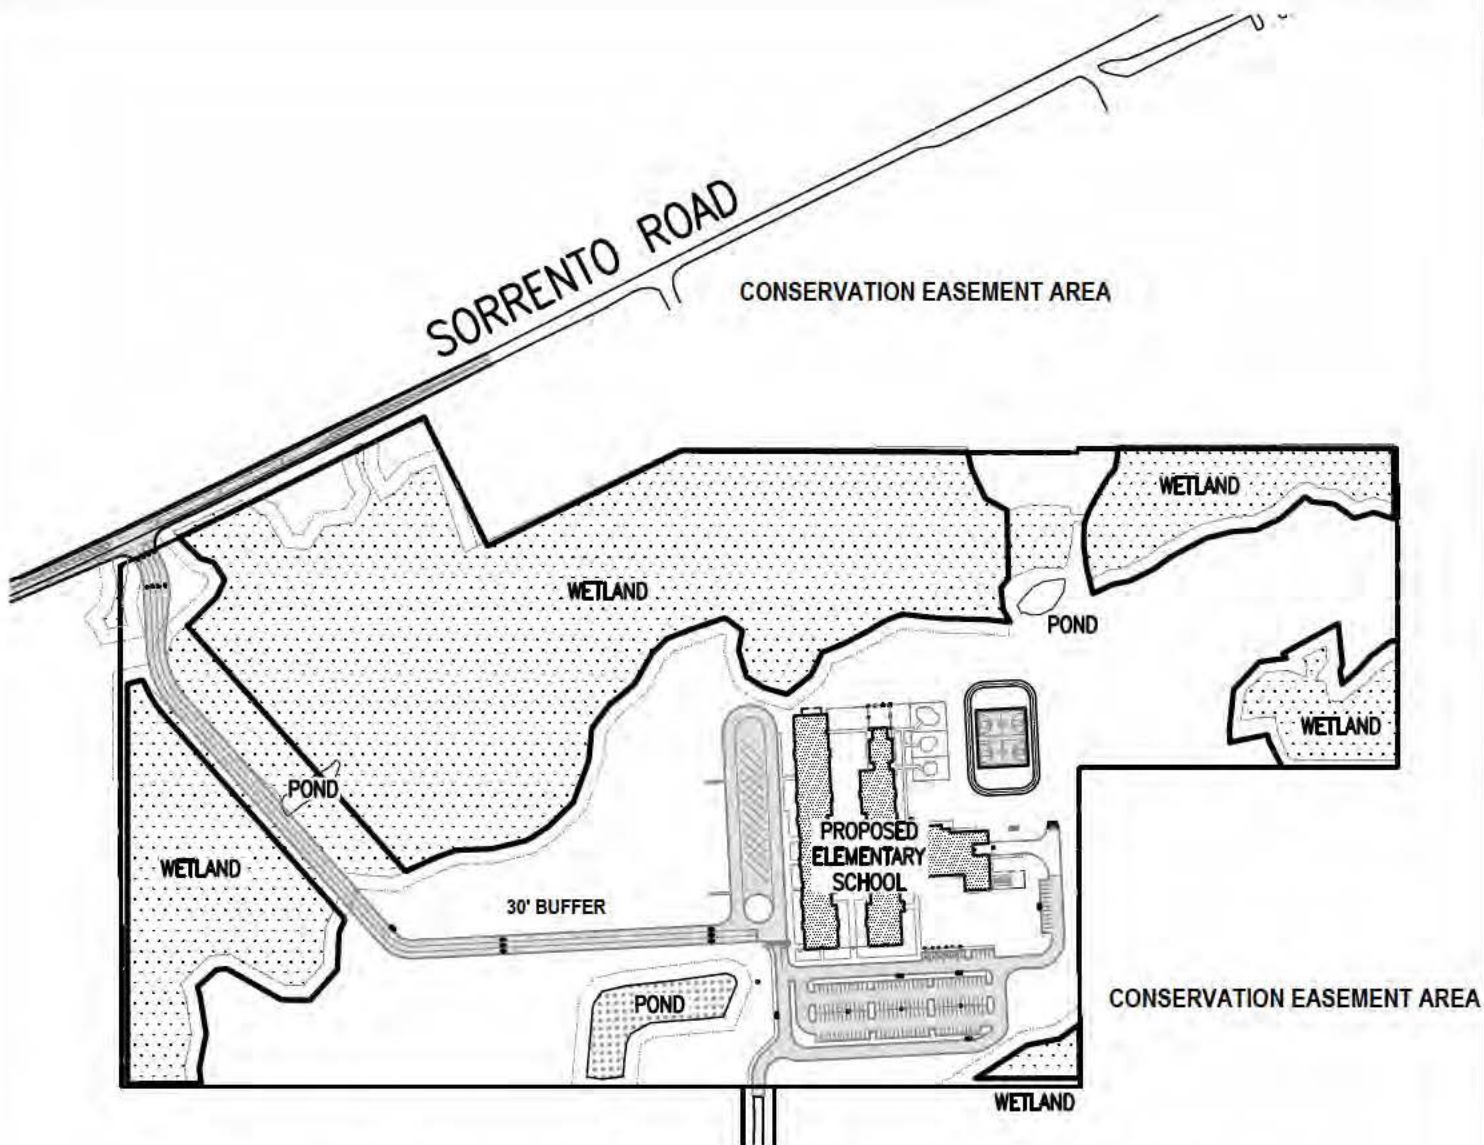 SORRENTO ROAD
CONSERVATION EASEMENT AREA
WETLAND
WETLAND
POND
WETLAND
POND
PROPOSED
ELEMENTARY
SCHOOL
WETLAND
30' BUFFER
POND
CONSERVATION EASEMENT AREA
WETLAND